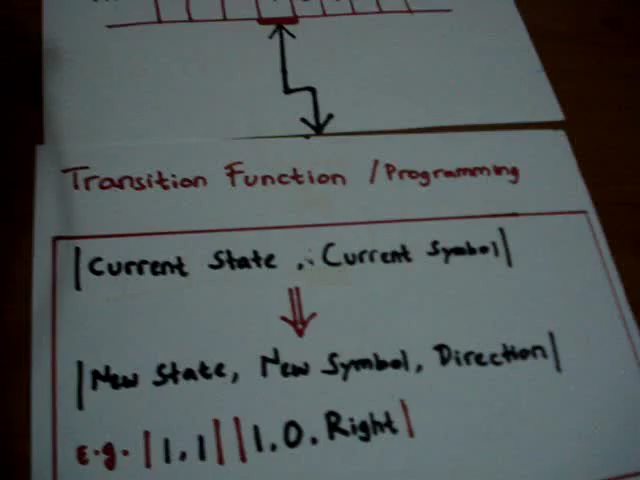 Transition Function / Programming
|Current State , Current Symbol|
|New State, New Symbol, Direction|
E.g. |1,1||1.0. Right|